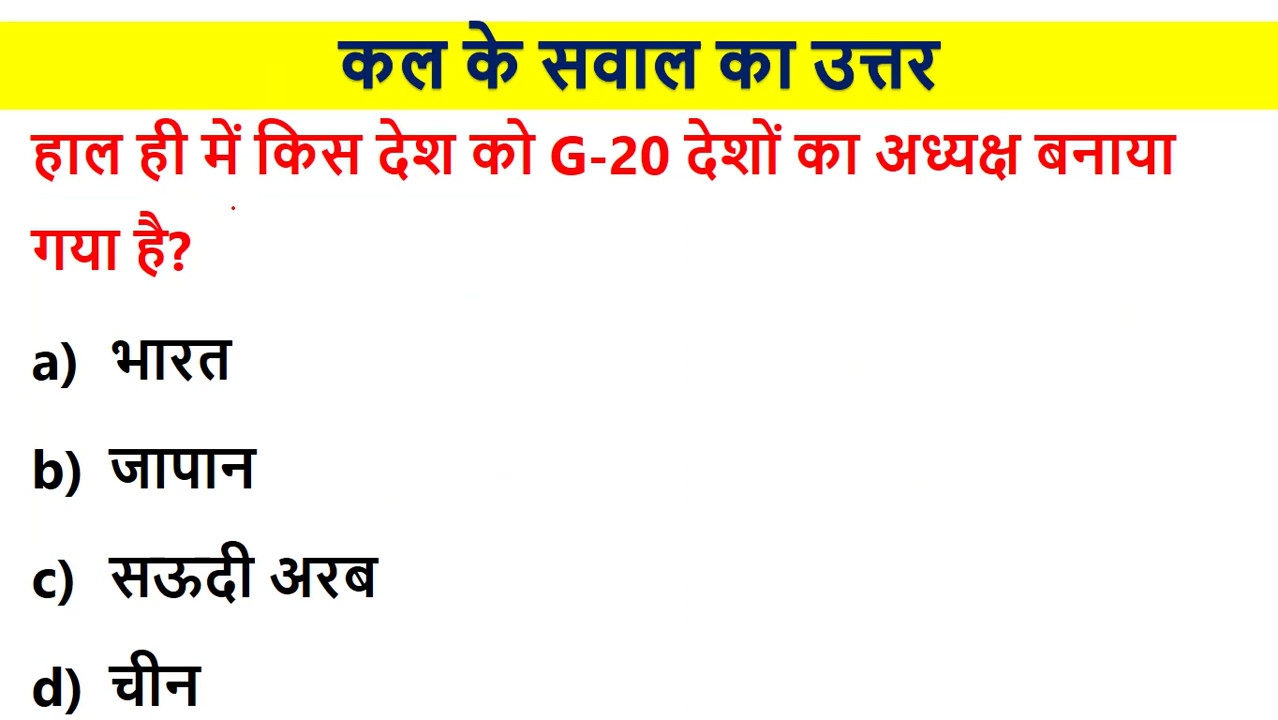 कल के सवाल का उत्तर
हाल ही में किस देश को G-20 देशों का अध्यक्ष बनाया
गया है?
a) भारत
b) जापान
c) सऊदी अरब
d) चीन